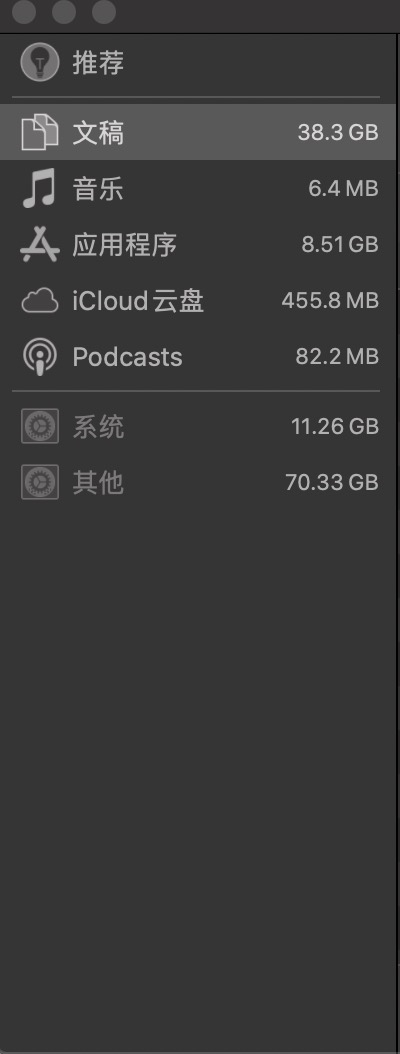 推荐
文稿 38.3 GB
音乐 6.4 MB
应用程序 8.51 GB
iCloud 云盘 455.8 MB
Podcasts 82.2 MB
系统 11.26 GB
其他 70.33 GB